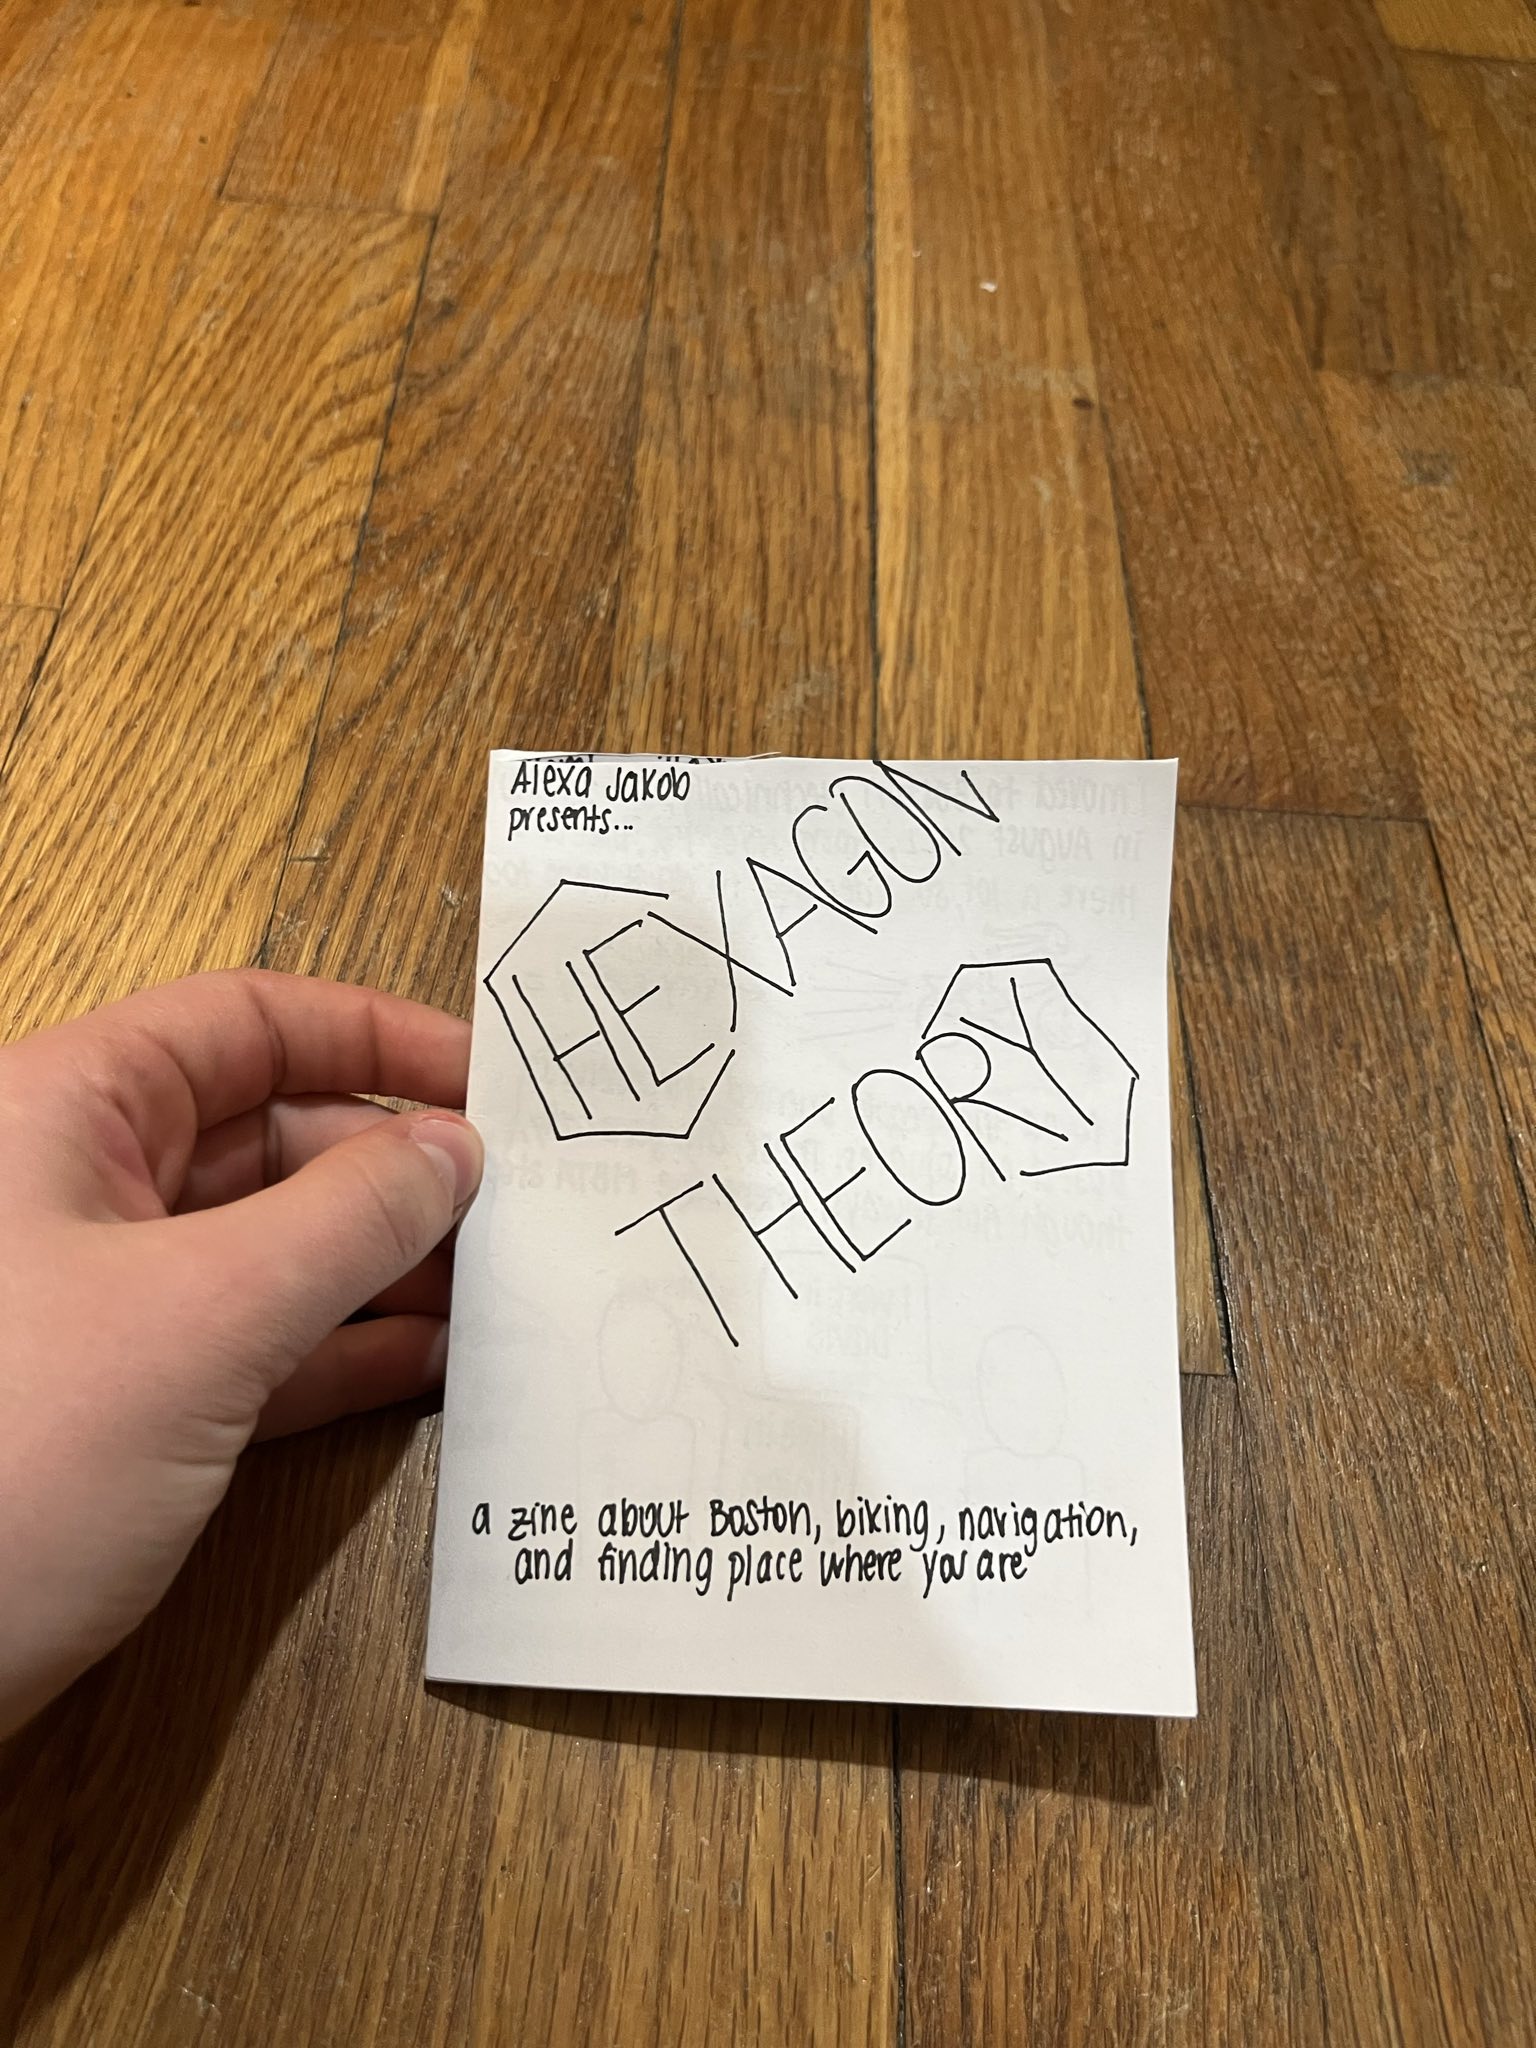 Alexa Jakob
presents...
HEXAGON
THEORY
a zine about Boston, biking, navigation,
and finding place where you are